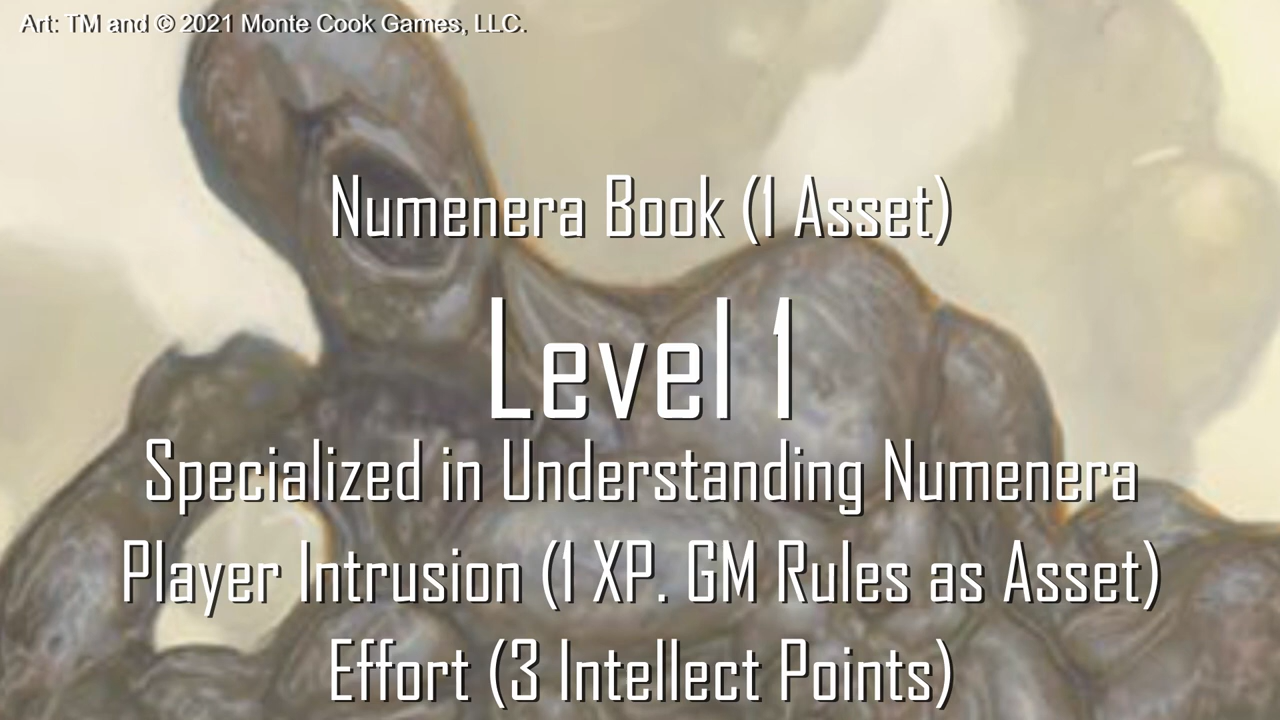 Art: TM and © 2021 Monte Cook Games, LLC.
Numenera Book (1 Asset)
Level 1
Specialized in Understanding Numenera
Player Intrusion (1 XP. GM Rules as Asset)
Effort (3 Intellect Points)